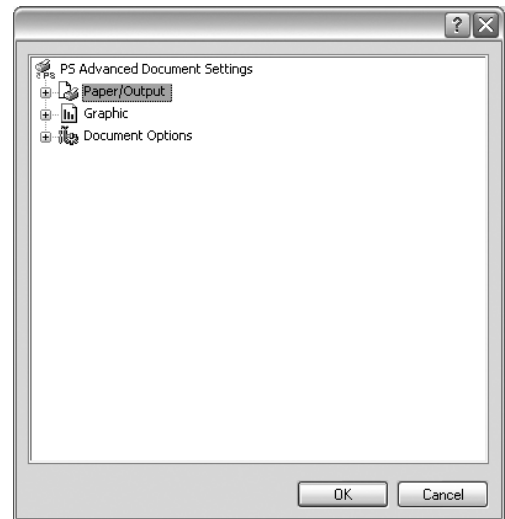 PS Advanced Document Settings
Paper/Output
Graphic
Document Options
OK Cancel